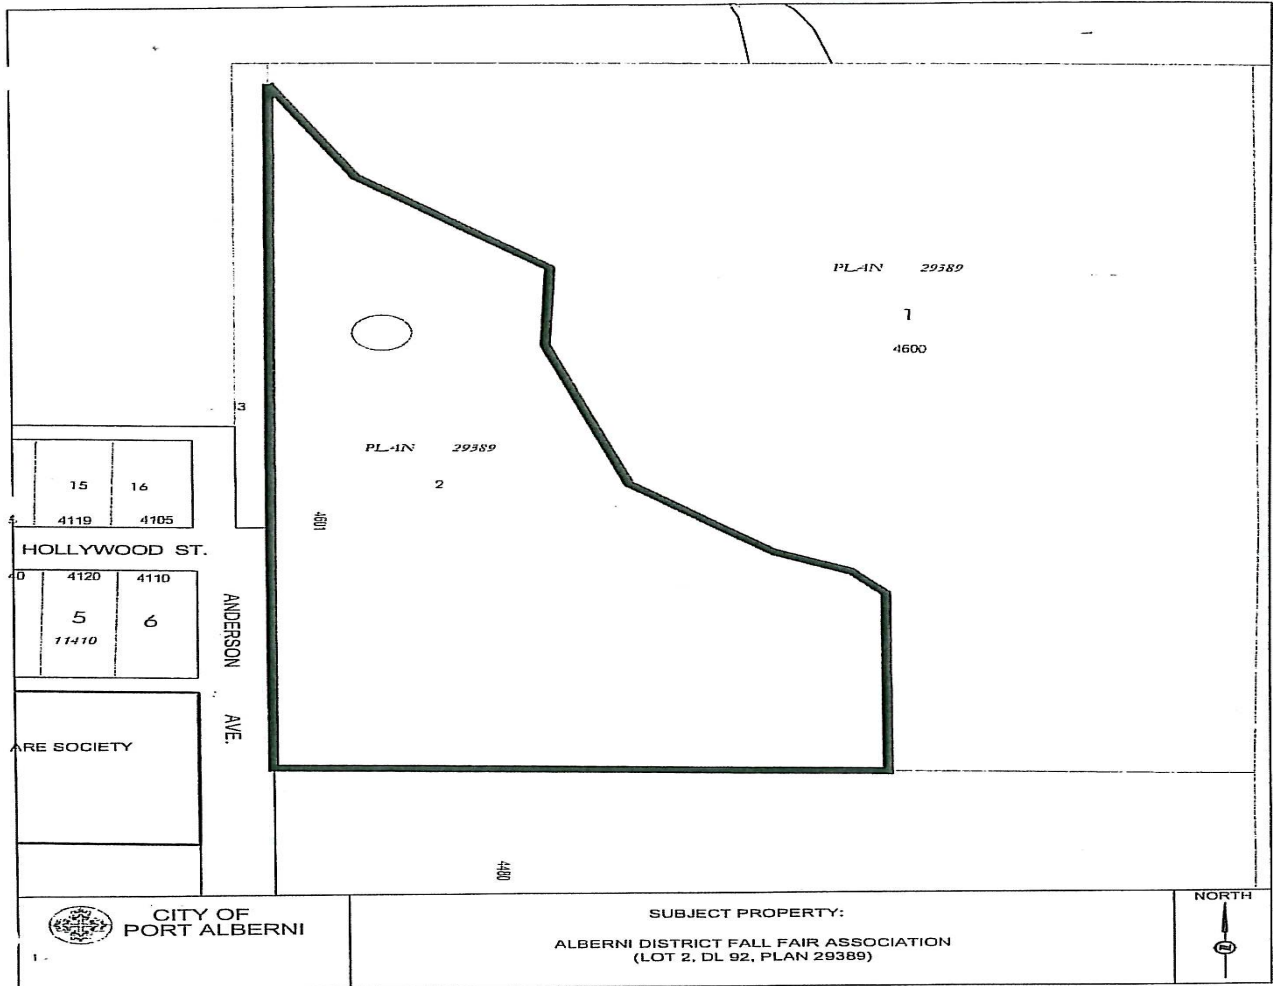 PLAN 29389
1
4600
3
PLAN 29389
2
4601
15 16
4119 4105
HOLLYWOOD ST.
4120 4110
5 6
11410
ANDERSON AVE.
ARE SOCIETY
4480
CITY OF
PORT ALBERNI
SUBJECT PROPERTY:
ALBERNI DISTRICT FALL FAIR ASSOCIATION
(LOT 2, DL 92, PLAN 29389)
NORTH